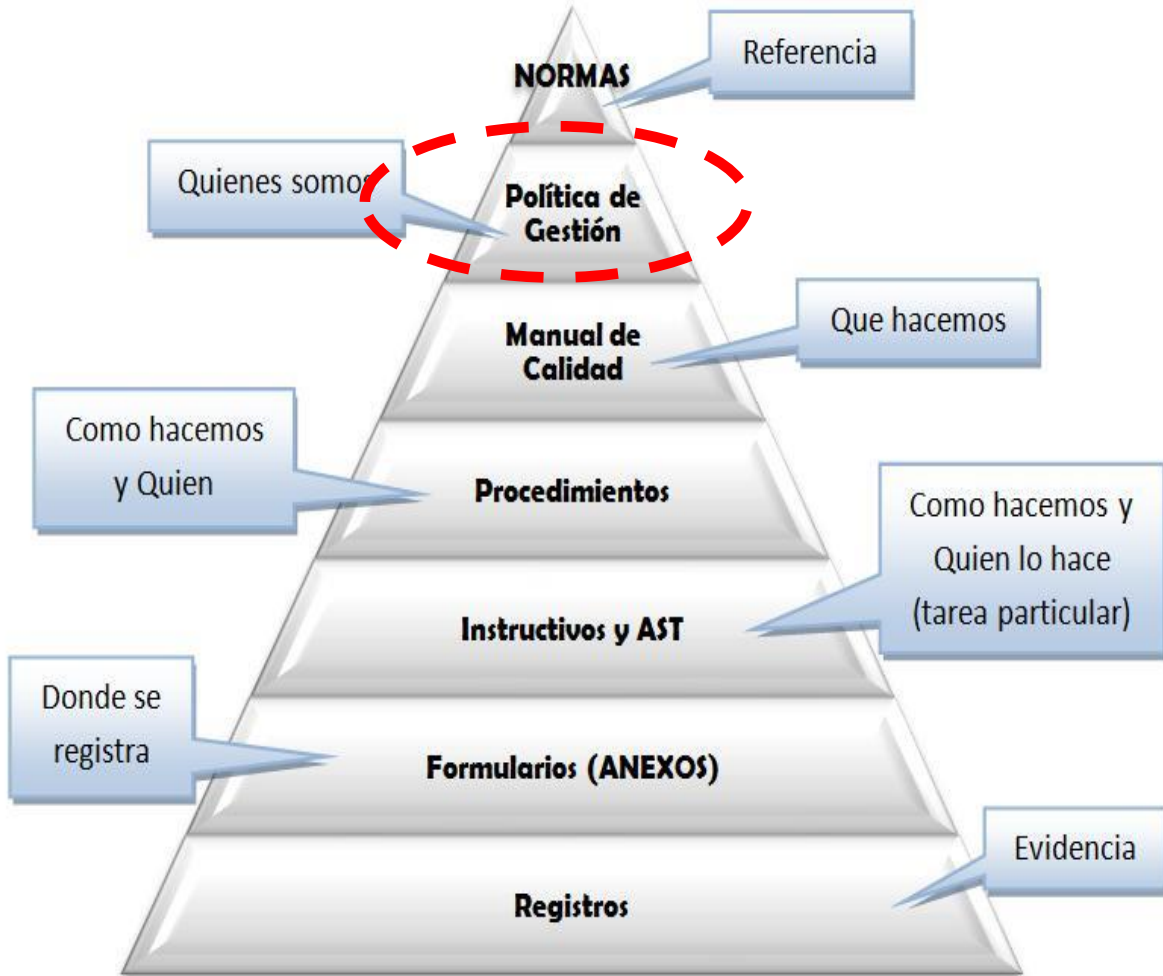 NORMAS
Referencia
Quienes somos
Política de
Gestión
Manual de
Calidad
Que hacemos
Como hacemos
y Quien
Procedimientos
Como hacemos y
Quien lo hace
(tarea particular)
Instructivos y AST
Donde se
registra
Formularios (ANEXOS)
Evidencia
Registros